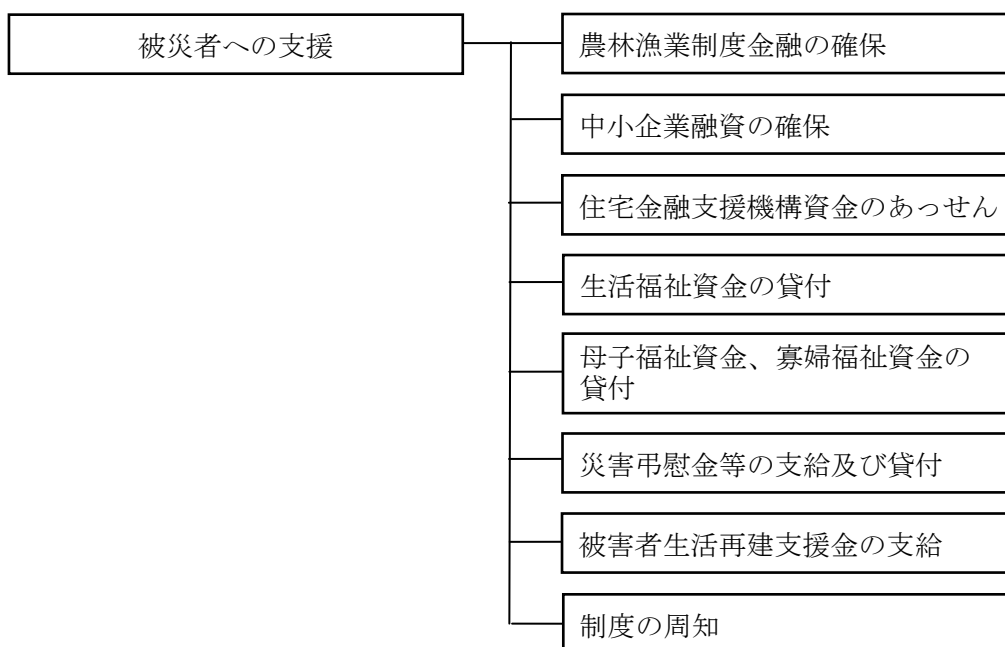 被災者への支援
農林漁業制度金融の確保
中小企業融資の確保
住宅金融支援機構資金のあっせん
生活福祉資金の貸付
母子福祉資金、寡婦福祉資金の
貸付
災害弔慰金等の支給及び貸付
被害者生活再建支援金の支給
制度の周知